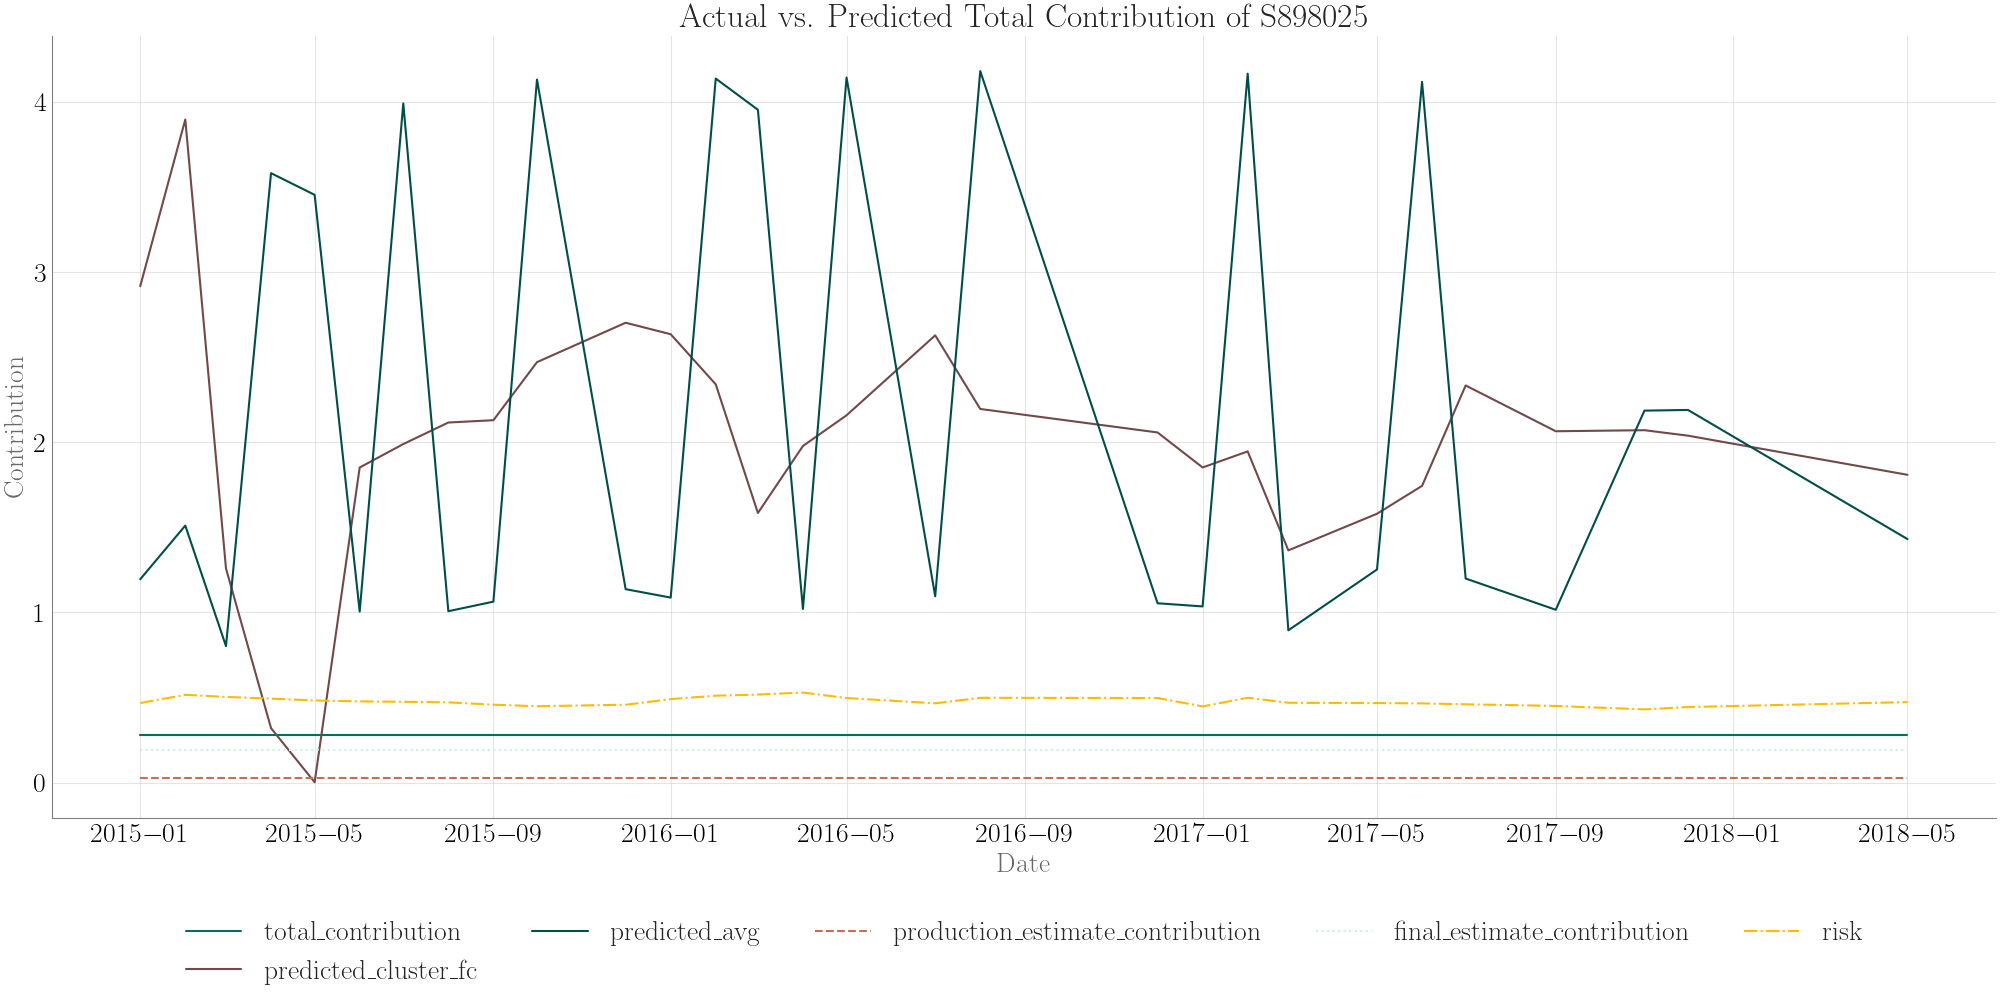 Actual vs. Predicted Total Contribution of S898025
Contribution
4
3
2
1
0
2015–01 2015–05 2015–09 2016–01 2016–05 2016–09 2017–01 2017–05 2017–09 2018–01 2018–05
Date
total_contribution predicted_avg production_estimate_contribution final_estimate_contribution risk
predicted_cluster_fc